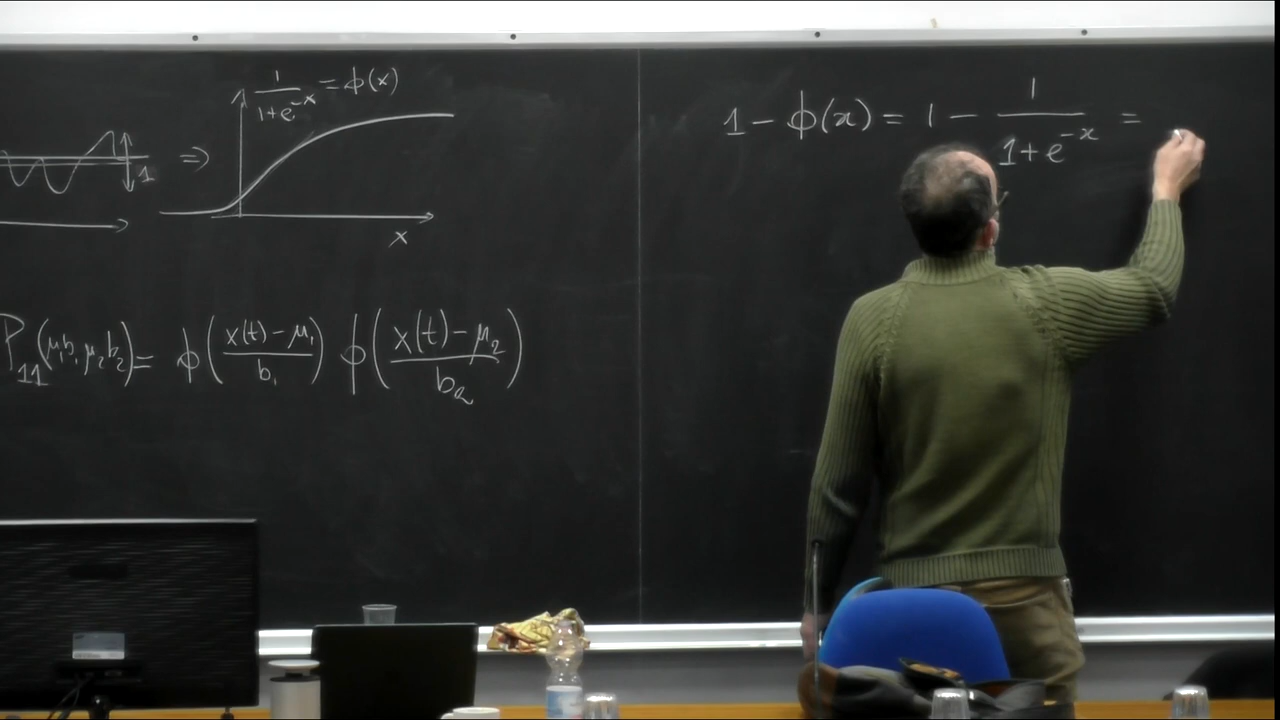 1/(1+e^{-x}) = ϕ(x)
1
⇒
x
P_{11}(μ_1 b_1 μ_2 b_2) = ϕ((x(t) − μ_1)/b_1) ϕ((x(t) − μ_2)/b_2)
1 − ϕ(x) = 1 − 1/(1+e^{-x}) =